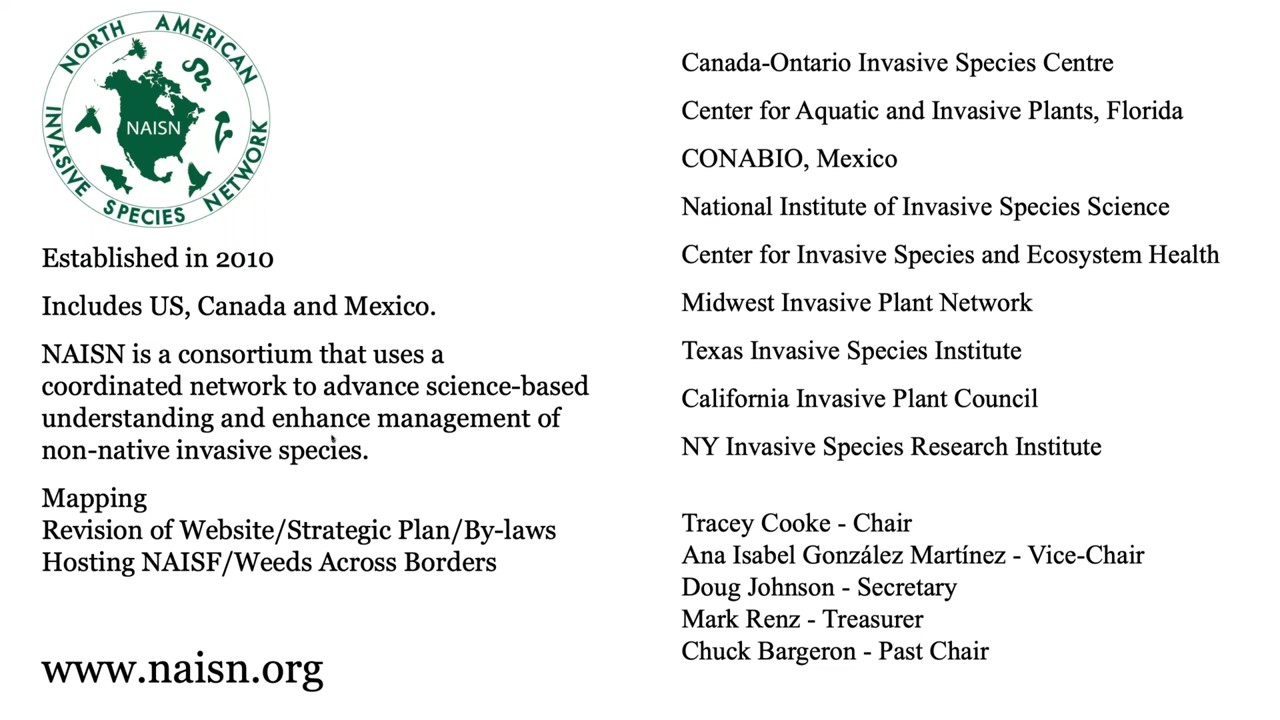 NORTH AMERICAN
INVASIVE SPECIES NETWORK
NAISN
Established in 2010
Includes US, Canada and Mexico.
NAISN is a consortium that uses a
coordinated network to advance science-based
understanding and enhance management of
non-native invasive species.
Mapping
Revision of Website/Strategic Plan/By-laws
Hosting NAISF/Weeds Across Borders
www.naisn.org
Canada-Ontario Invasive Species Centre
Center for Aquatic and Invasive Plants, Florida
CONABIO, Mexico
National Institute of Invasive Species Science
Center for Invasive Species and Ecosystem Health
Midwest Invasive Plant Network
Texas Invasive Species Institute
California Invasive Plant Council
NY Invasive Species Research Institute
Tracey Cooke - Chair
Ana Isabel González Martínez - Vice-Chair
Doug Johnson - Secretary
Mark Renz - Treasurer
Chuck Bargeron - Past Chair